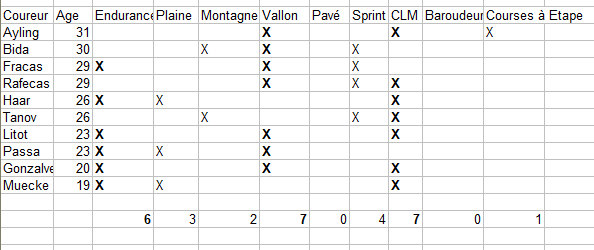 Coureur Age Endurance Plaine Montagne Vallon Pavé Sprint CLM Baroudeur Courses à Etape
Ayling 31 X X X
Bida 30 X X X
Fracas 29 X X X
Rafecas 29 X X X
Haar 26 X X X
Tanov 26 X X X
Litot 23 X X X
Passa 23 X X X
Gonzalve 20 X X X
Muecke 19 X X X
6 3 2 7 0 4 7 0 1